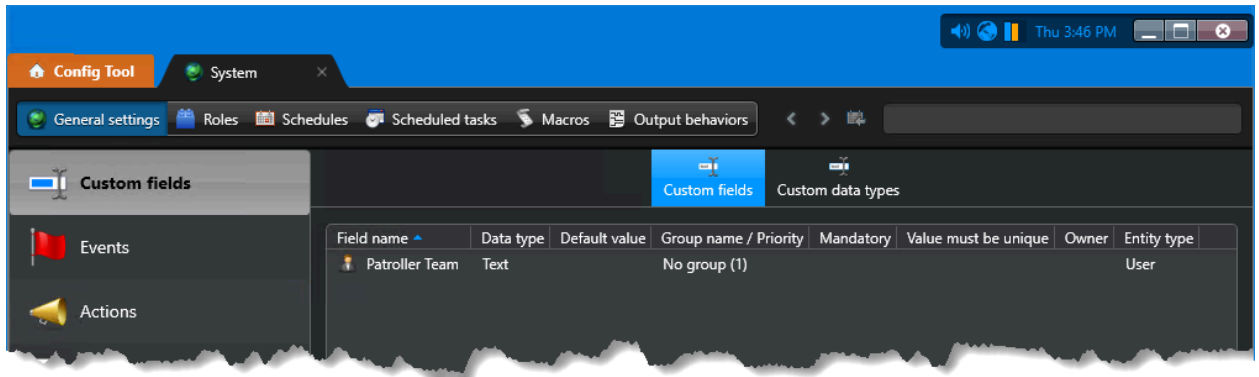 Thu 3:46 PM
Config Tool System
General settings Roles Schedules Scheduled tasks Macros Output behaviors
Custom fields
Events
Actions
Custom fields Custom data types
Field name Data type Default value Group name / Priority Mandatory Value must be unique Owner Entity type
Patroller Team Text No group (1) User